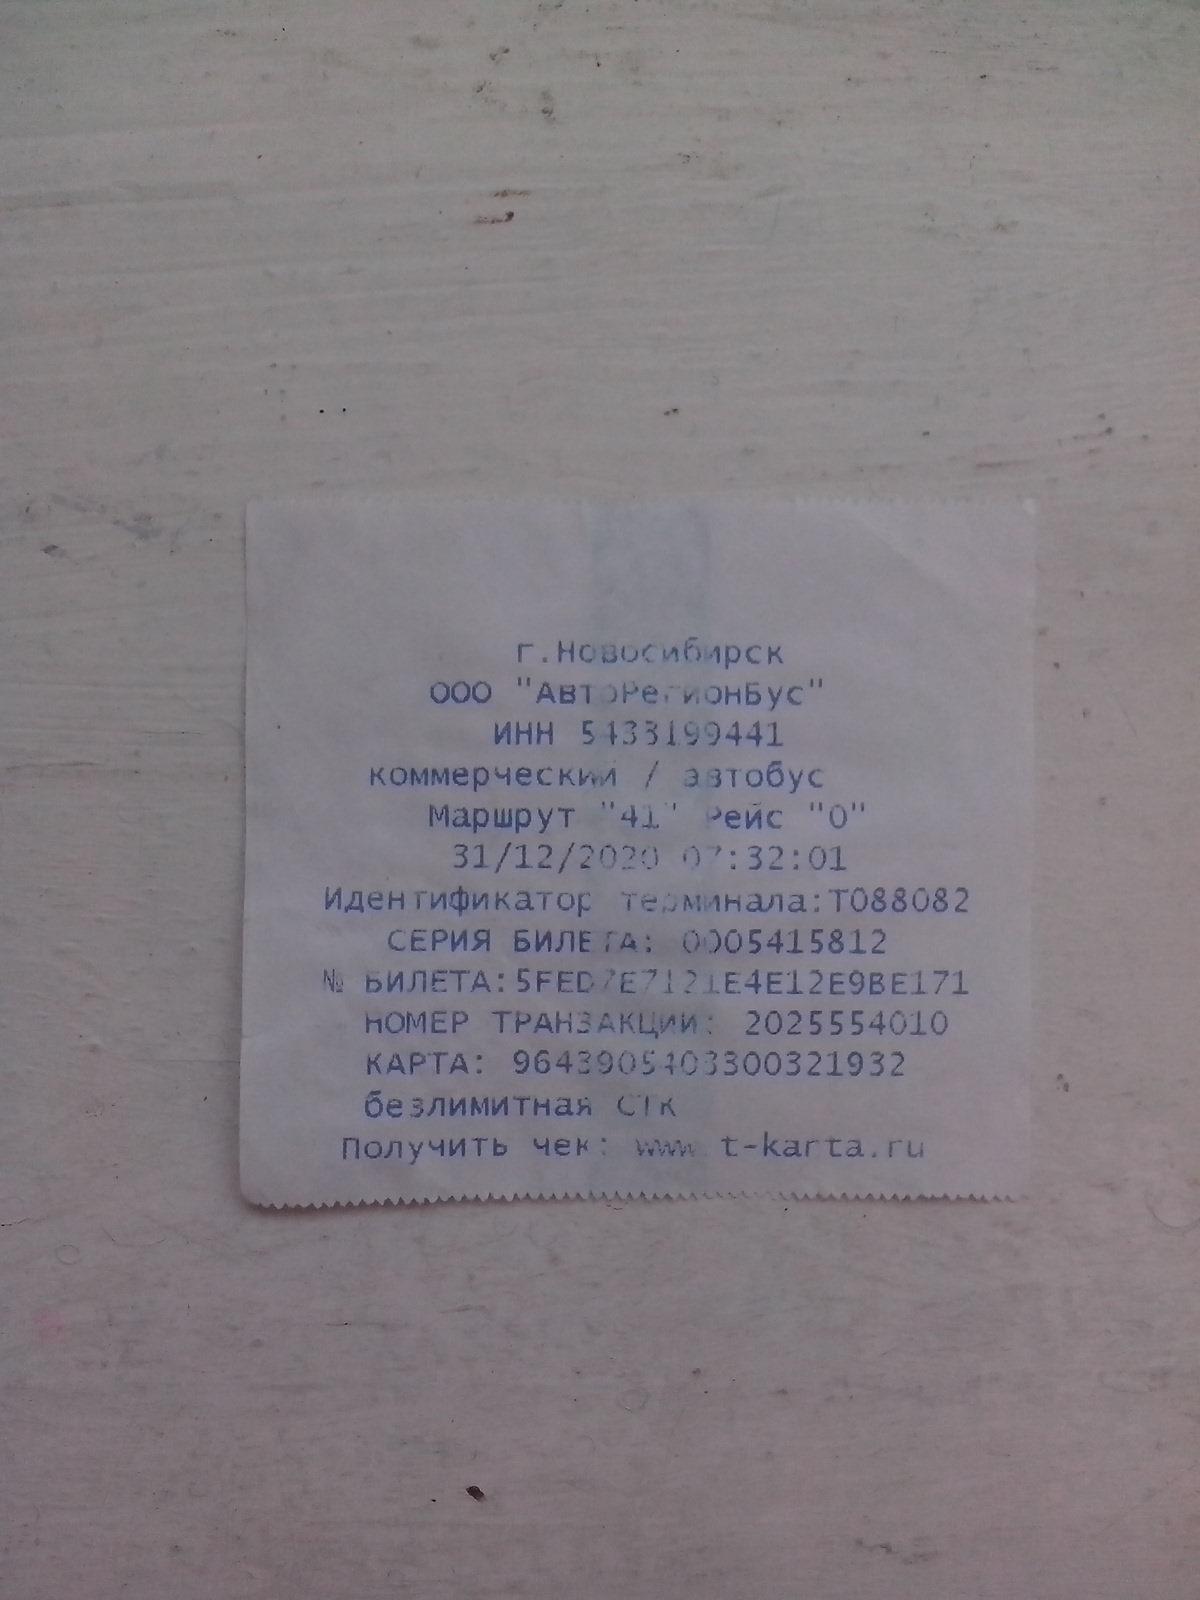 г.Новосибирск
ООО "АвтоРегионБус"
ИНН 5433199441
коммерческий / автобус
Маршрут "41" Рейс "0"
31/12/2020 07:32:01
Идентификатор терминала:T088082
СЕРИЯ БИЛЕТА: 0005415812
№ БИЛЕТА:5FED7E7121E4E12E9BE171
НОМЕР ТРАНЗАКЦИИ: 2025554010
КАРТА: 9643905403300321932
безлимитная СТК
Получить чек: www.t-karta.ru